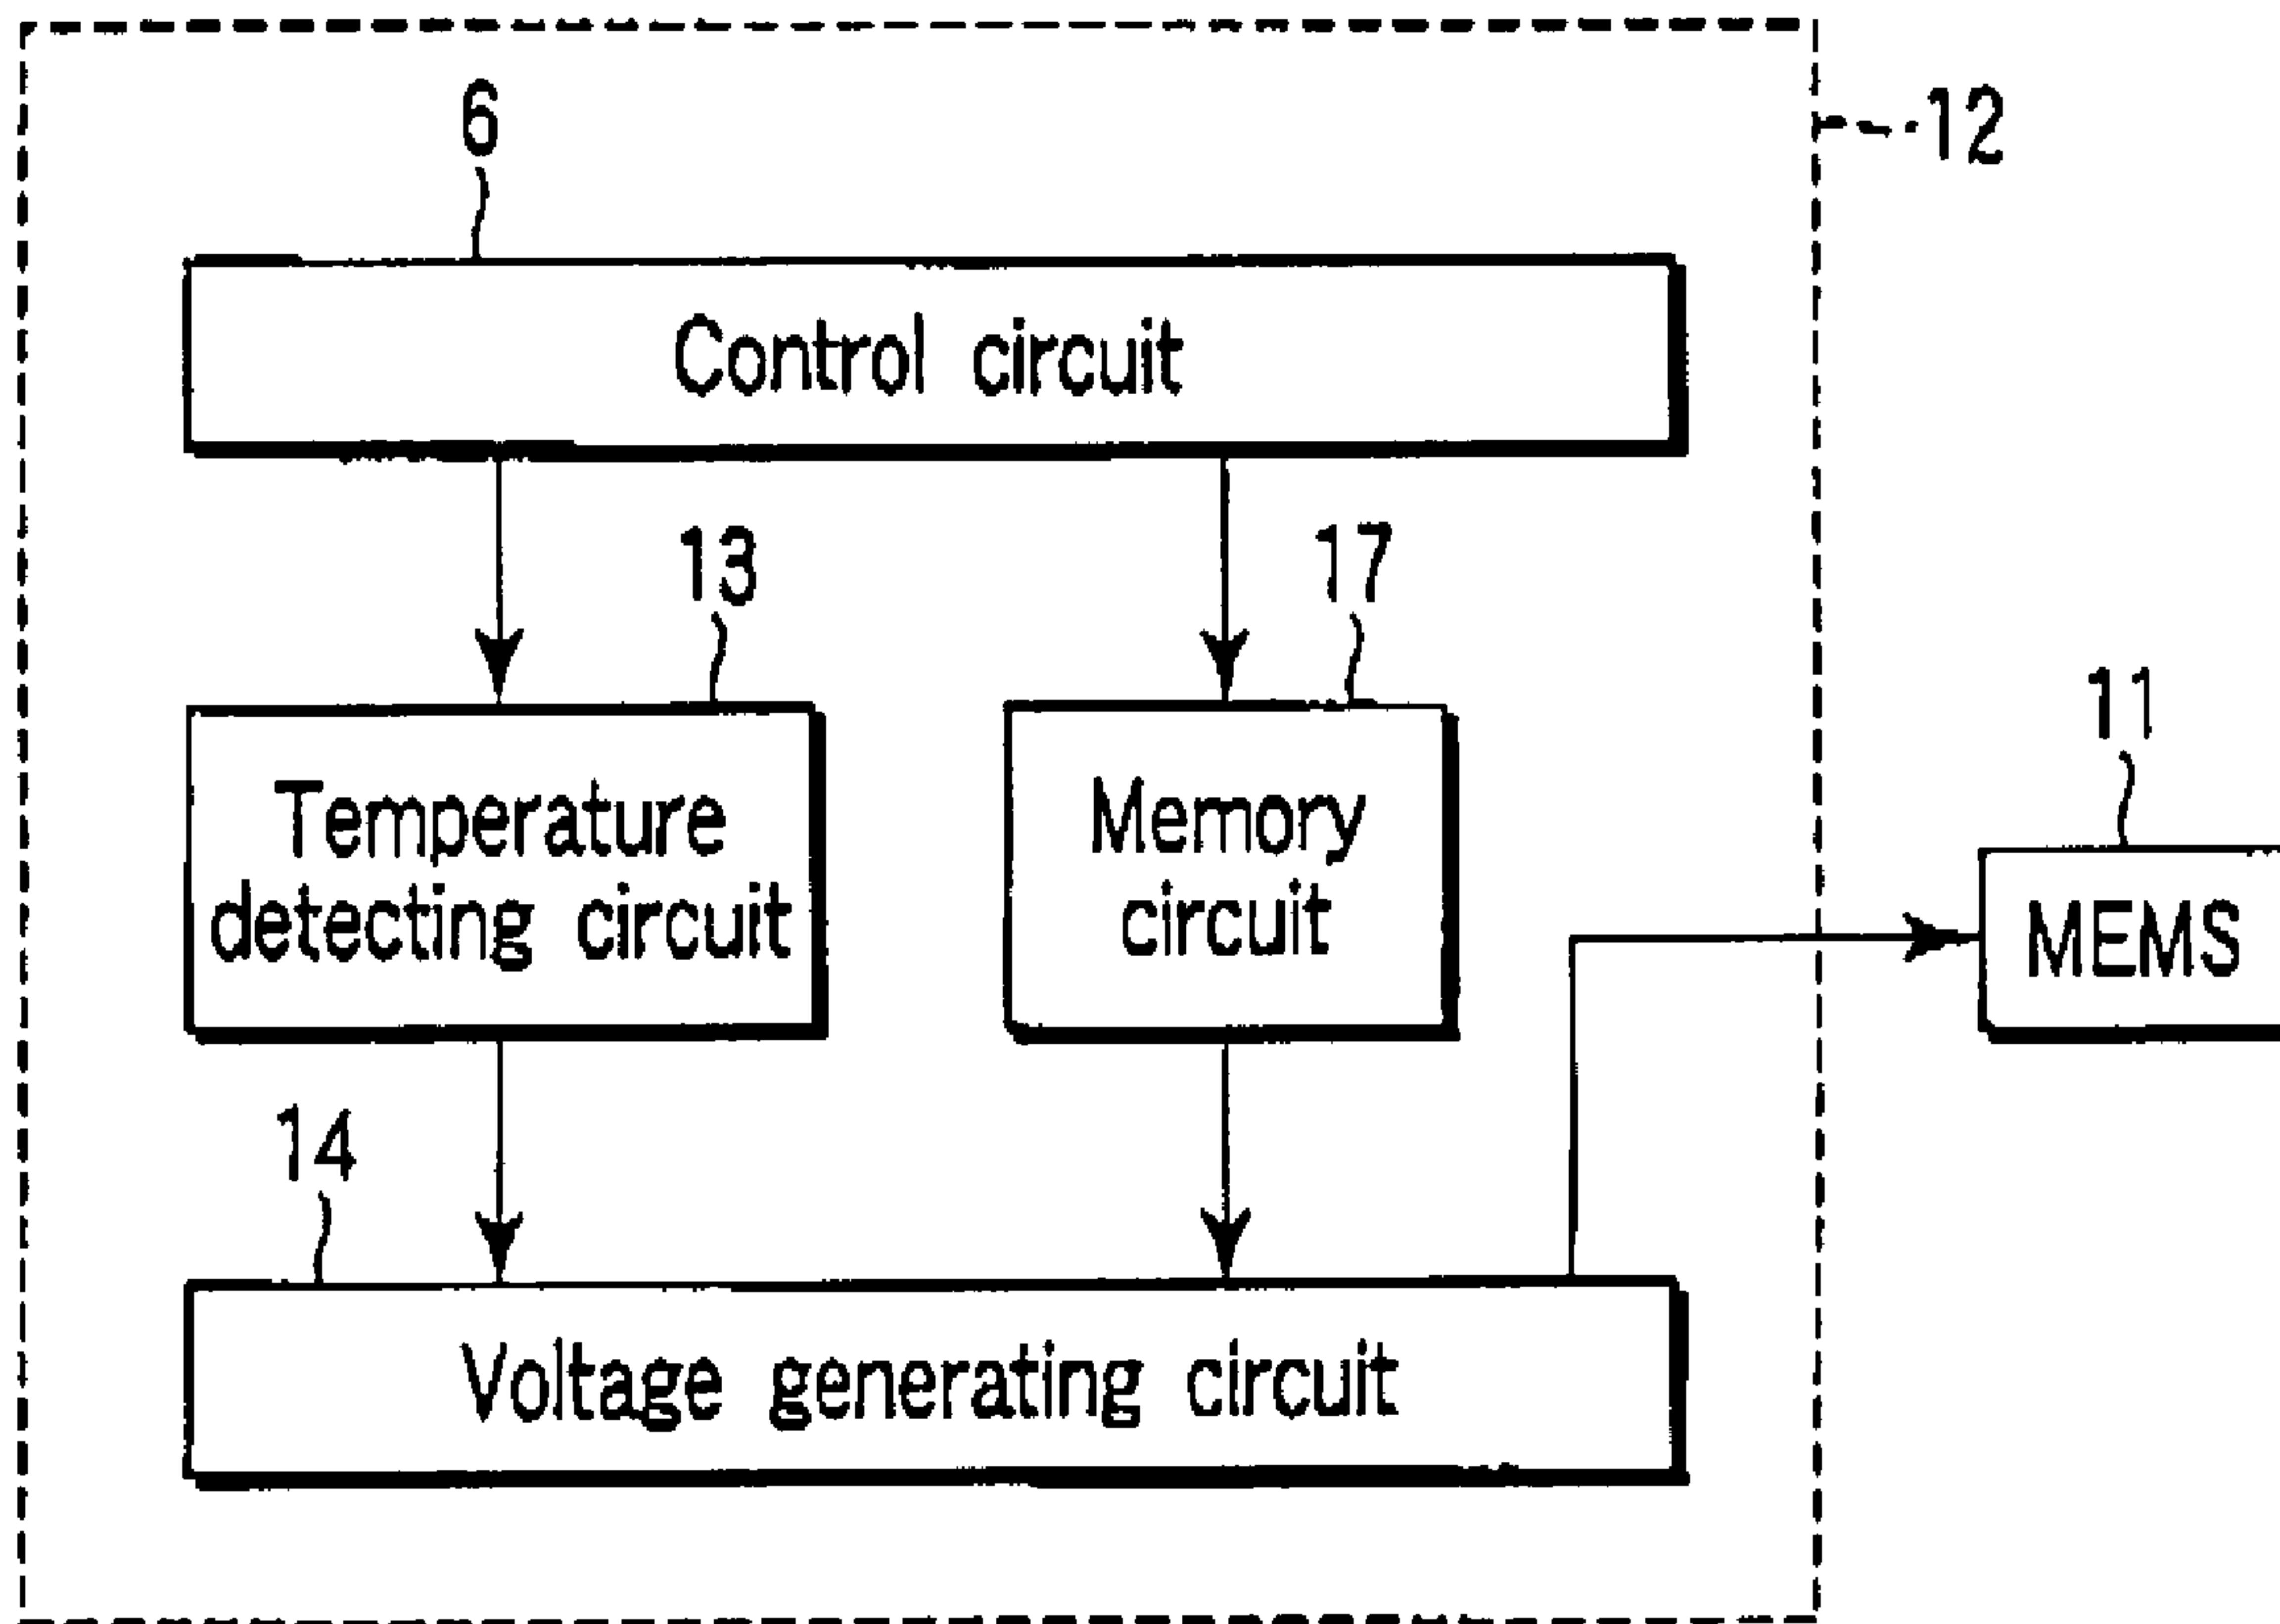 6
12
Control circuit
13
17
11
Temperature
detecting circuit
Memory
circuit
MEMS
14
Voltage generating circuit